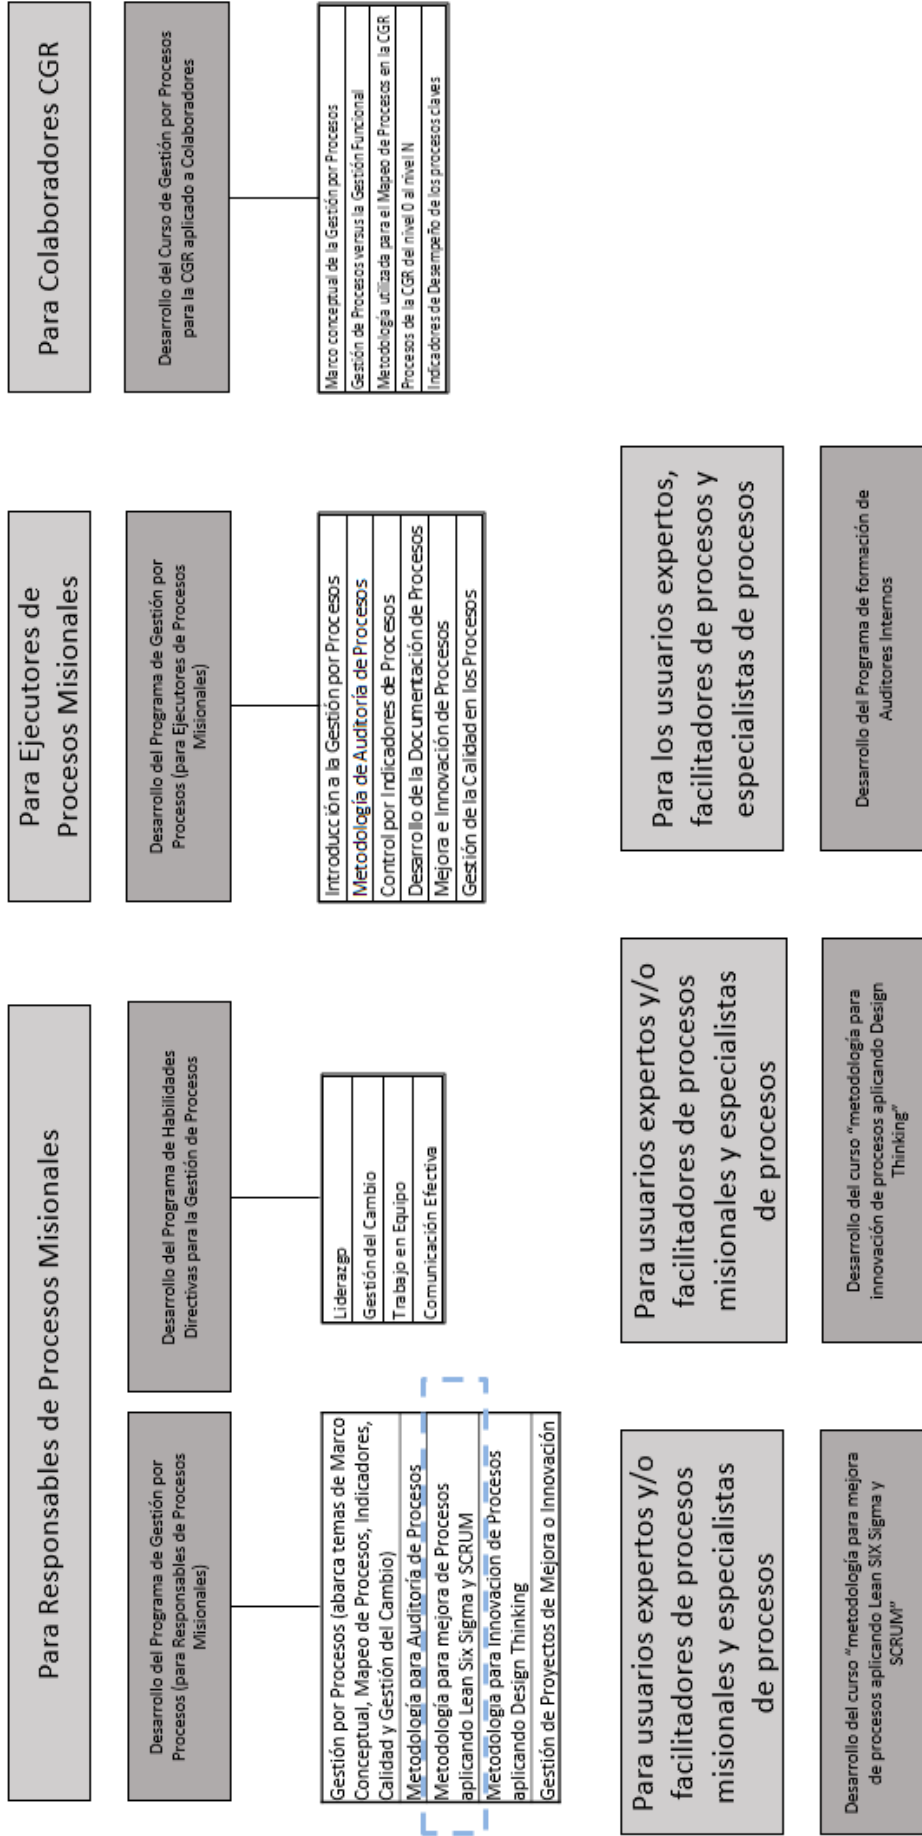 Para Responsables de Procesos Misionales
Desarrollo del Programa de Gestión por
Procesos (para Responsables de Procesos
Misionales)
Gestión por Procesos (abarca temas de Marco
Conceptual, Mapeo de Procesos, Indicadores,
Calidad y Gestión del Cambio)
Metodología para Auditoría de Procesos
Metodología para mejora de Procesos
aplicando Lean Six Sigma y SCRUM
Metodología para Innovación de Procesos
aplicando Design Thinking
Gestión de Proyectos de Mejora o Innovación
Desarrollo del Programa de Habilidades
Directivas para la Gestión de Procesos
Liderazgo
Gestión del Cambio
Trabajo en Equipo
Comunicación Efectiva
Para Ejecutores de
Procesos Misionales
Desarrollo del Programa de Gestión por
Procesos (para Ejecutores de Procesos
Misionales)
Introducción a la Gestión por Procesos
Metodología de Auditoría de Procesos
Control por Indicadores de Procesos
Desarrollo de la Documentación de Procesos
Mejora e Innovación de Procesos
Gestión de la Calidad en los Procesos
Para Colaboradores CGR
Desarrollo del Curso de Gestión por Procesos
para la CGR aplicado a Colaboradores
Marco conceptual de la Gestión por Procesos
Gestión de Procesos versus la Gestión Funcional
Metodología utilizada para el Mapeo de Procesos en la CGR
Procesos de la CGR del nivel 0 al nivel N
Indicadores de Desempeño de los procesos claves
Para usuarios expertos y/o
facilitadores de procesos
misionales y especialistas
de procesos
Desarrollo del curso “metodología para mejora
de procesos aplicando Lean SIX Sigma y
SCRUM”
Para usuarios expertos y/o
facilitadores de procesos
misionales y especialistas
de procesos
Desarrollo del curso “metodología para
innovación de procesos aplicando Design
Thinking”
Para los usuarios expertos,
facilitadores de procesos y
especialistas de procesos
Desarrollo del Programa de formación de
Auditores Internos